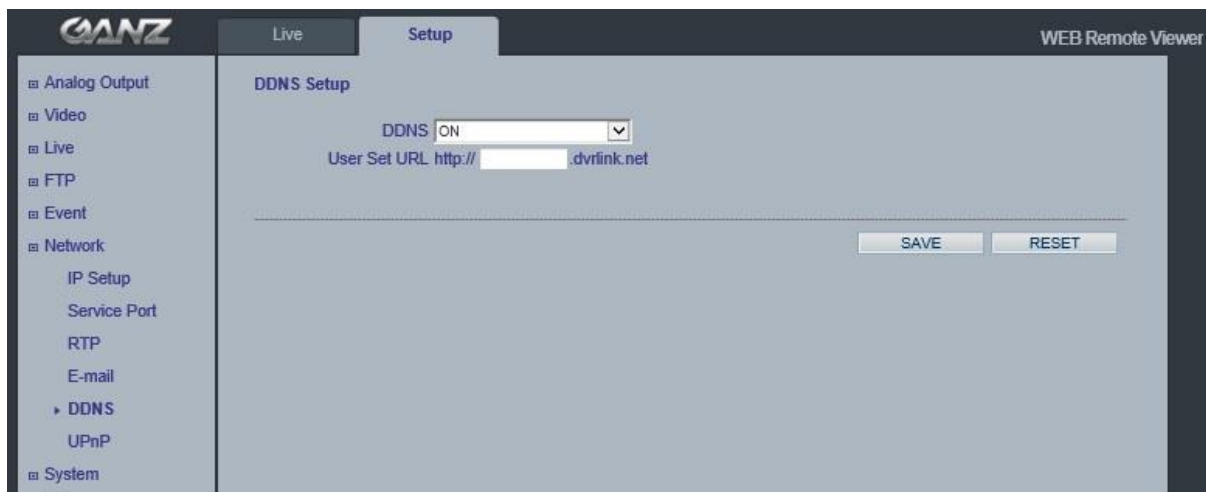 GANZ
Live
Setup
WEB Remote Viewer
Analog Output
Video
Live
FTP
Event
Network
IP Setup
Service Port
RTP
E-mail
DDNS
UPnP
System
DDNS Setup
DDNS ON
User Set URL http:// .dvrlink.net
SAVE RESET